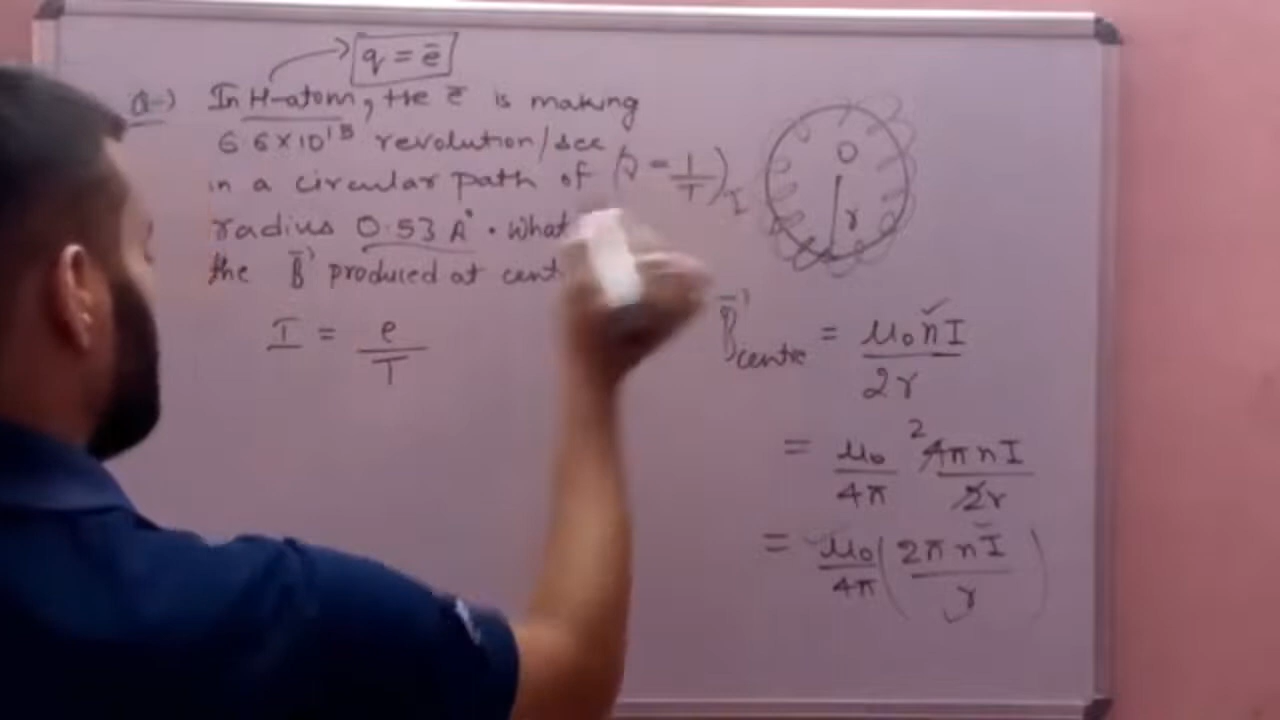 q = e̅
Q→) In H-atom, the e̅ is making
6.6×10¹⁵ revolution/sec
in a circular path of (ν = 1/T)
radius 0.53 A°. What
the B⃗ produced at cent
I = e/T
I
O
r
B⃗centre = μ₀nI/2r
= μ₀/4π 2 4πnI/2r
= μ₀/4π (2πnI/r)